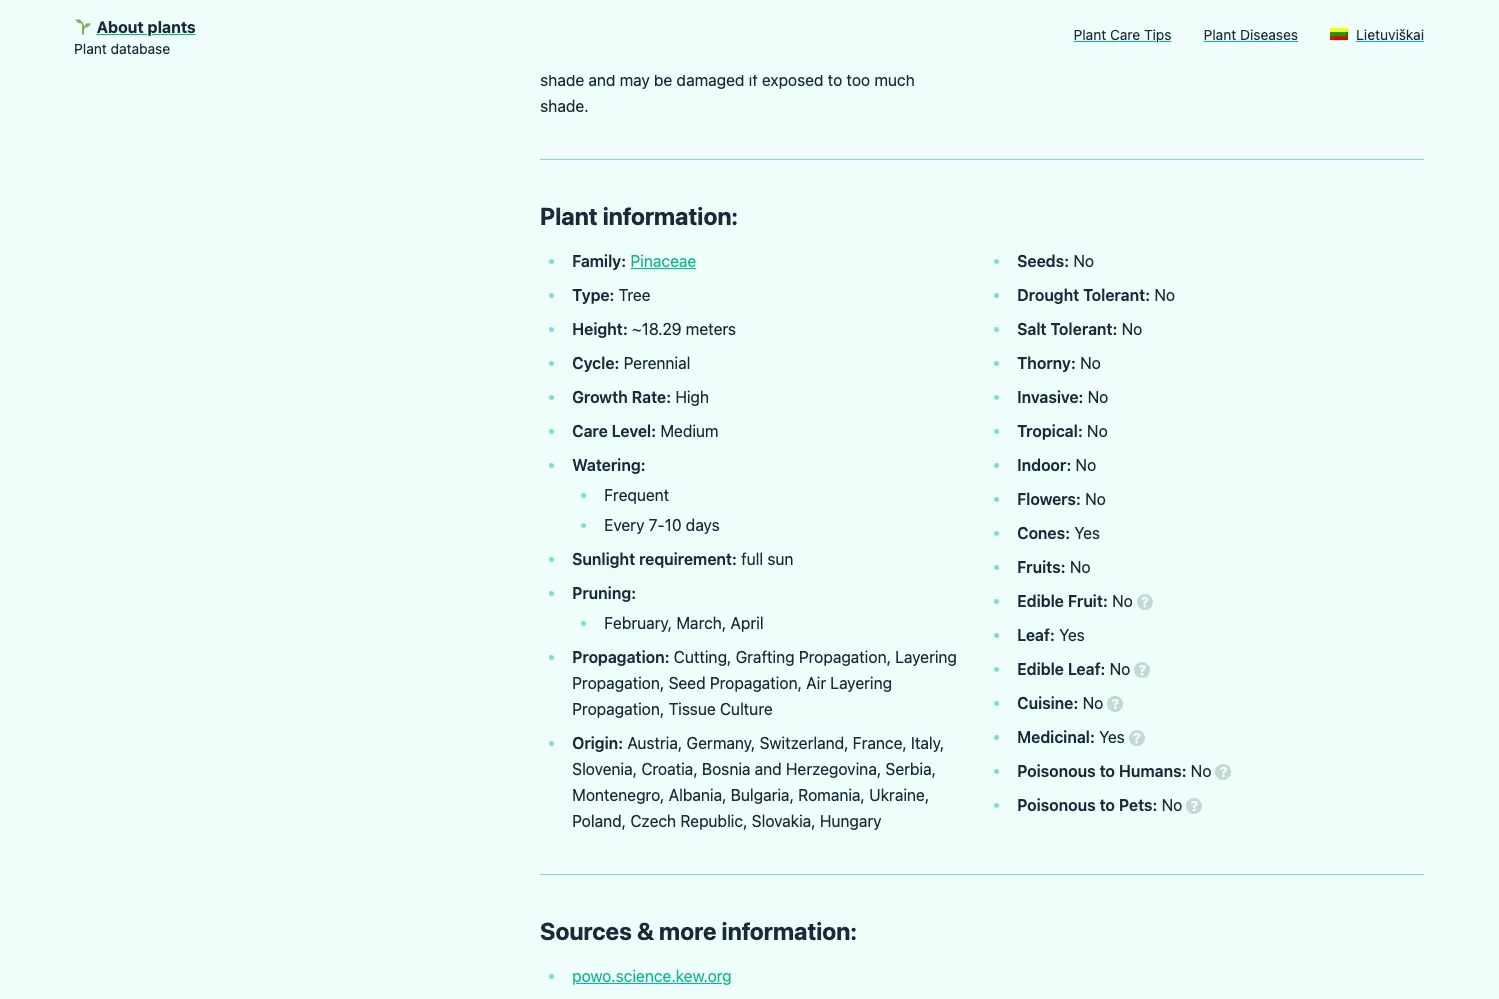 About plants
Plant database
Plant Care Tips
Plant Diseases
Lietuviškai
shade and may be damaged if exposed to too much
shade.
Plant information:
Family: Pinaceae
Type: Tree
Height: ~18.29 meters
Cycle: Perennial
Growth Rate: High
Care Level: Medium
Watering:
Frequent
Every 7-10 days
Sunlight requirement: full sun
Pruning:
February, March, April
Propagation: Cutting, Grafting Propagation, Layering
Propagation, Seed Propagation, Air Layering
Propagation, Tissue Culture
Origin: Austria, Germany, Switzerland, France, Italy,
Slovenia, Croatia, Bosnia and Herzegovina, Serbia,
Montenegro, Albania, Bulgaria, Romania, Ukraine,
Poland, Czech Republic, Slovakia, Hungary
Seeds: No
Drought Tolerant: No
Salt Tolerant: No
Thorny: No
Invasive: No
Tropical: No
Indoor: No
Flowers: No
Cones: Yes
Fruits: No
Edible Fruit: No ?
Leaf: Yes
Edible Leaf: No ?
Cuisine: No ?
Medicinal: Yes ?
Poisonous to Humans: No ?
Poisonous to Pets: No ?
Sources & more information:
powo.science.kew.org